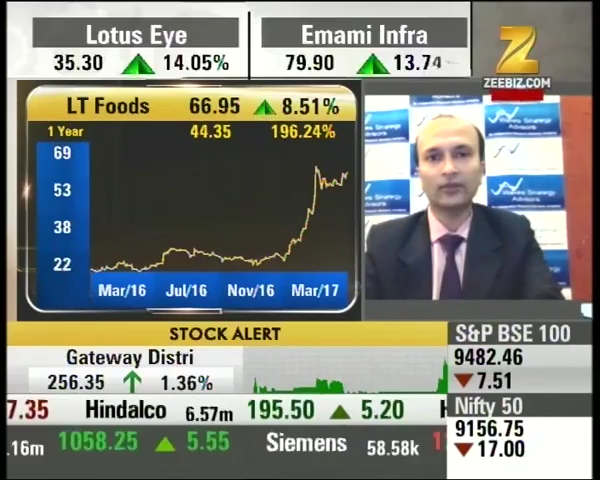 Lotus Eye
35.30 14.05%
Emami Infra
79.90 13.74
ZEEBIZ.COM
LT Foods 66.95 8.51%
1 Year 44.35 196.24%
69
53
38
22
Mar/16 Jul/16 Nov/16 Mar/17
Waves Strategy
Advisors
STOCK ALERT
Gateway Distri
256.35 1.36%
S&P BSE 100
9482.46
7.51
Nifty 50
9156.75
17.00
7.35 Hindalco 6.57m 195.50 5.20
.16m 1058.25 5.55 Siemens 58.58k